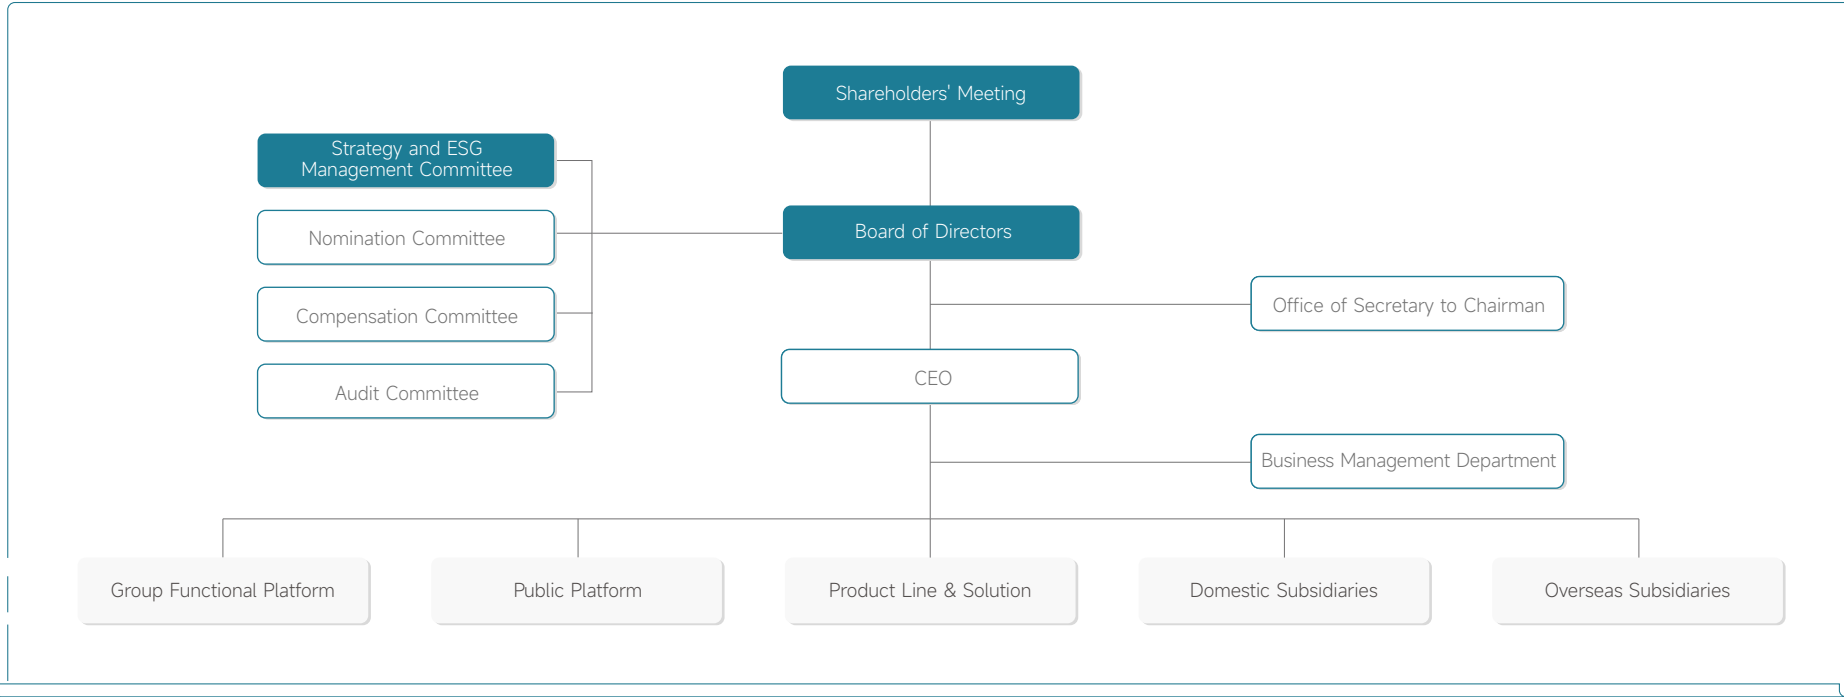 Shareholders' Meeting
Strategy and ESG
Management Committee
Nomination Committee
Board of Directors
Office of Secretary to Chairman
Compensation Committee
CEO
Audit Committee
Business Management Department
Group Functional Platform
Public Platform
Product Line & Solution
Domestic Subsidiaries
Overseas Subsidiaries